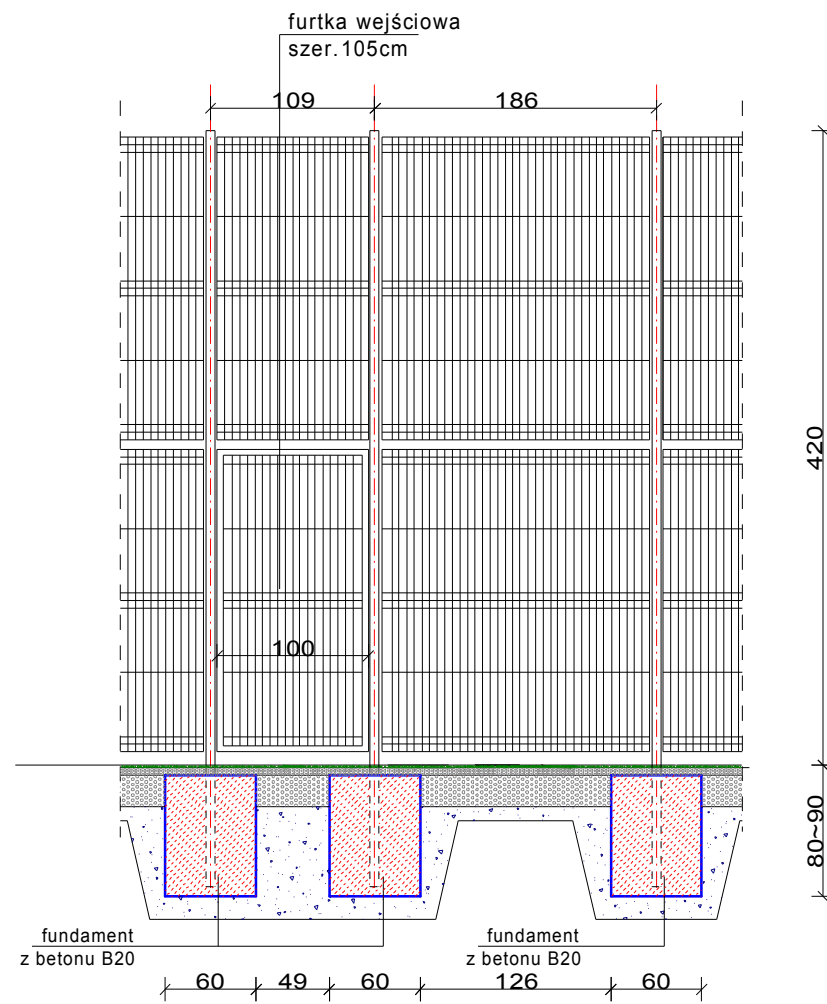 furtka wejściowa
szer.105cm
109
186
420
100
80~90
fundament
z betonu B20
fundament
z betonu B20
60
49
60
126
60